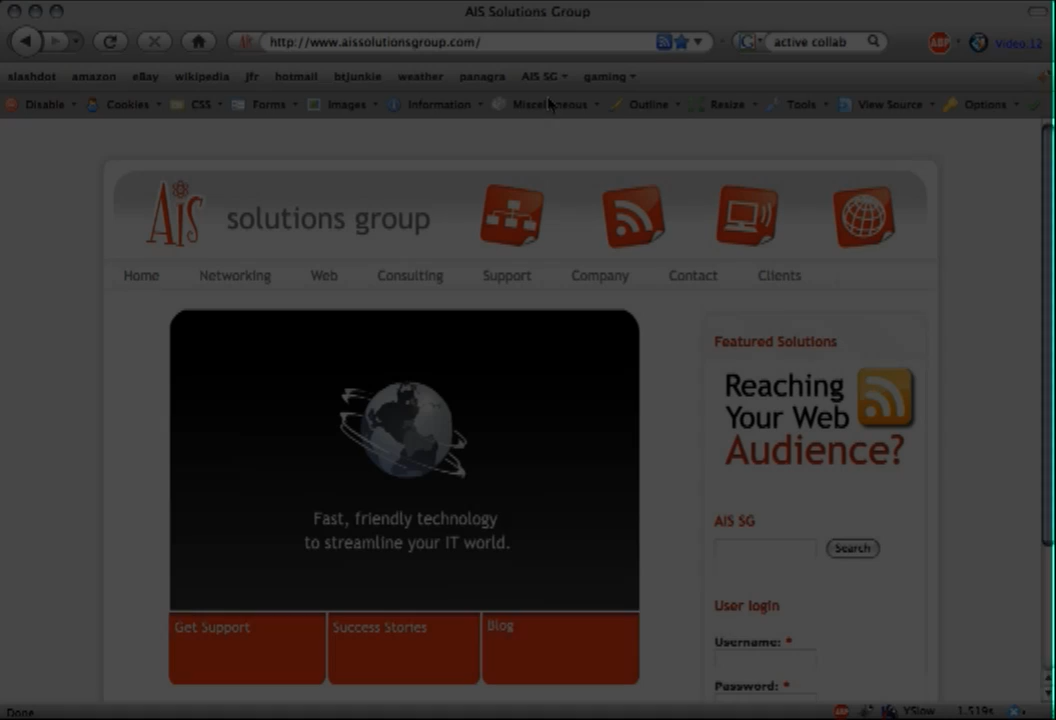 AIS Solutions Group
http://www.aissolutionsgroup.com/
active collab
ABP
Video.12
slashdot amazon eBay wikipedia jfr hotmail btjunkie weather panagra AIS SG gaming
Disable Cookies CSS Forms Images Information Miscellaneous Outline Resize Tools View Source Options
AIS solutions group
Home Networking Web Consulting Support Company Contact Clients
Fast, friendly technology
to streamline your IT world.
Get Support Success Stories Blog
Featured Solutions
Reaching
Your Web
Audience?
AIS SG
Search
User login
Username: *
Password: *
Done
ABP YSlow 1.519s